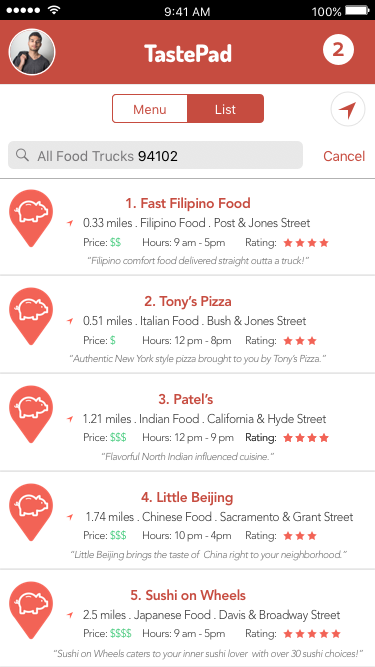 9:41 AM 100%
TastePad 2
Menu List
All Food Trucks 94102 Cancel
1. Fast Filipino Food
0.33 miles . Filipino Food . Post & Jones Street
Price: $$ Hours: 9 am - 5pm Rating: ★★★★
“Filipino comfort food delivered straight outta a truck!”
2. Tony’s Pizza
0.51 miles . Italian Food . Bush & Jones Street
Price: $ Hours: 12 pm - 8pm Rating: ★★★
“Authentic New York style pizza brought to you by Tony’s Pizza.”
3. Patel’s
1.21 miles . Indian Food . California & Hyde Street
Price: $$$ Hours: 12 pm - 9 pm Rating: ★★★★
“Flavorful North Indian influenced cuisine.”
4. Little Beijing
1.74 miles . Chinese Food . Sacramento & Grant Street
Price: $$$ Hours: 10 pm - 4pm Rating: ★★★
“Little Beijing brings the taste of China right to your neighborhood.”
5. Sushi on Wheels
2.5 miles . Japanese Food . Davis & Broadway Street
Price: $$$$ Hours: 9 am - 5pm Rating: ★★★★★
“Sushi on Wheels caters to your inner sushi lover with over 30 sushi choices!”